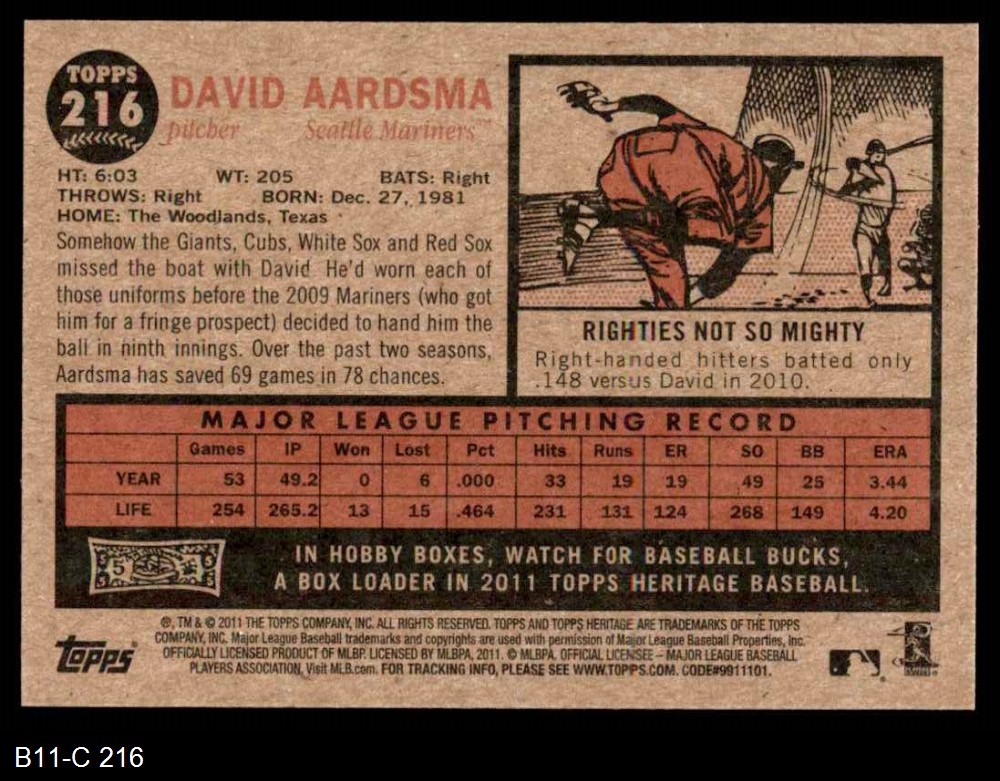 TOPPS
216
DAVID AARDSMA
pitcher Seattle Mariners™
HT: 6:03 WT: 205 BATS: Right
THROWS: Right BORN: Dec. 27, 1981
HOME: The Woodlands, Texas
Somehow the Giants, Cubs, White Sox and Red Sox
missed the boat with David. He'd worn each of
those uniforms before the 2009 Mariners (who got
him for a fringe prospect) decided to hand him the
ball in ninth innings. Over the past two seasons,
Aardsma has saved 69 games in 78 chances.
RIGHTIES NOT SO MIGHTY
Right-handed hitters batted only
.148 versus David in 2010.
MAJOR LEAGUE PITCHING RECORD
Games IP Won Lost Pct Hits Runs ER SO BB ERA
YEAR 53 49.2 0 6 .000 33 19 19 49 25 3.44
LIFE 254 265.2 13 15 .464 231 131 124 268 149 4.20
5 5
IN HOBBY BOXES, WATCH FOR BASEBALL BUCKS,
A BOX LOADER IN 2011 TOPPS HERITAGE BASEBALL.
®, TM & © 2011 THE TOPPS COMPANY, INC. ALL RIGHTS RESERVED. TOPPS AND TOPPS HERITAGE ARE TRADEMARKS OF THE TOPPS
COMPANY, INC. Major League Baseball trademarks and copyrights are used with permission of Major League Baseball Properties, Inc.
OFFICIALLY LICENSED PRODUCT OF MLBP. LICENSED BY MLBPA, 2011. © MLBPA. OFFICIAL LICENSEE – MAJOR LEAGUE BASEBALL
PLAYERS ASSOCIATION. Visit MLB.com. FOR TRACKING INFO, PLEASE SEE WWW.TOPPS.COM. CODE#9911101.
topps
B11-C 216